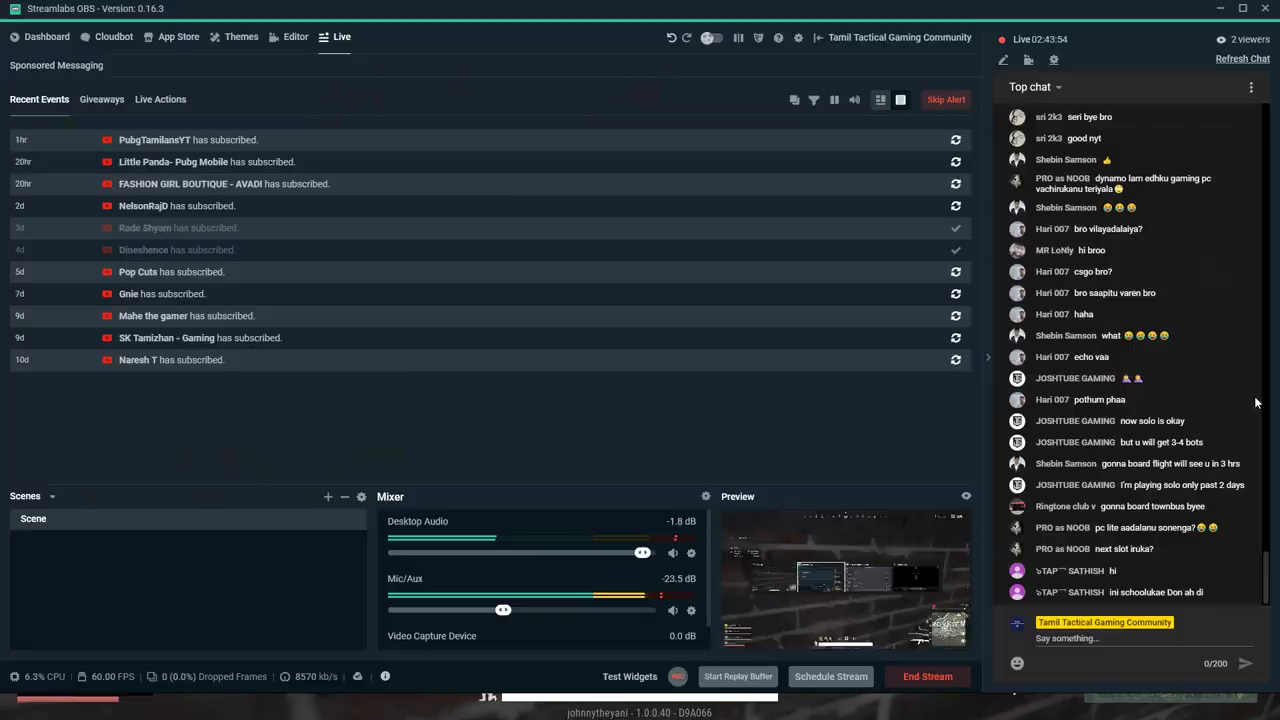 Streamlabs OBS - Version: 0.16.3
Dashboard Cloudbot App Store Themes Editor Live Tamil Tactical Gaming Community
Sponsored Messaging
Recent Events Giveaways Live Actions Skip Alert
1hr PubgTamilansYT has subscribed.
20hr Little Panda- Pubg Mobile has subscribed.
20hr FASHION GIRL BOUTIQUE - AVADI has subscribed.
2d NelsonRajD has subscribed.
3d Rade Shyam has subscribed.
4d Dineshence has subscribed.
5d Pop Cuts has subscribed.
7d Gnie has subscribed.
9d Mahe the gamer has subscribed.
9d SK Tamizhan - Gaming has subscribed.
10d Naresh T has subscribed.
Scenes
Scene
Mixer
Desktop Audio -1.8 dB
Mic/Aux -23.5 dB
Video Capture Device 0.0 dB
Preview
6.3% CPU 60.00 FPS 0 (0.0%) Dropped Frames 8570 kb/s Test Widgets REC Start Replay Buffer Schedule Stream End Stream
Live 02:43:54 2 viewers
Refresh Chat
Top chat
sri 2k3 seri bye bro
sri 2k3 good nyt
Shebin Samson 👍
PRO as NOOB dynamo lam edhku gaming pc
vachirukanu teriyala 🙄
Shebin Samson 😂 😂 😂
Hari 007 bro vilayadalaiya?
MR LoNly hi broo
Hari 007 csgo bro?
Hari 007 bro saapitu varen bro
Hari 007 haha
Shebin Samson what 😂 😂 😂 😂
Hari 007 echo vaa
JOSHTUBE GAMING 🤦‍♀️ 🤦‍♀️
Hari 007 pothum phaa
JOSHTUBE GAMING now solo is okay
JOSHTUBE GAMING but u will get 3-4 bots
Shebin Samson gonna board flight will see u in 3 hrs
JOSHTUBE GAMING I'm playing solo only past 2 days
Ringtone club v gonna board townbus byee
PRO as NOOB pc lite aadalanu sonenga? 😂 😂
PRO as NOOB next slot iruka?
TAP SATHISH hi
TAP SATHISH ini schoolukae Don ah di
Tamil Tactical Gaming Community
Say something...
0/200
johnnytheyani - 1.0.0.40 - D9A066